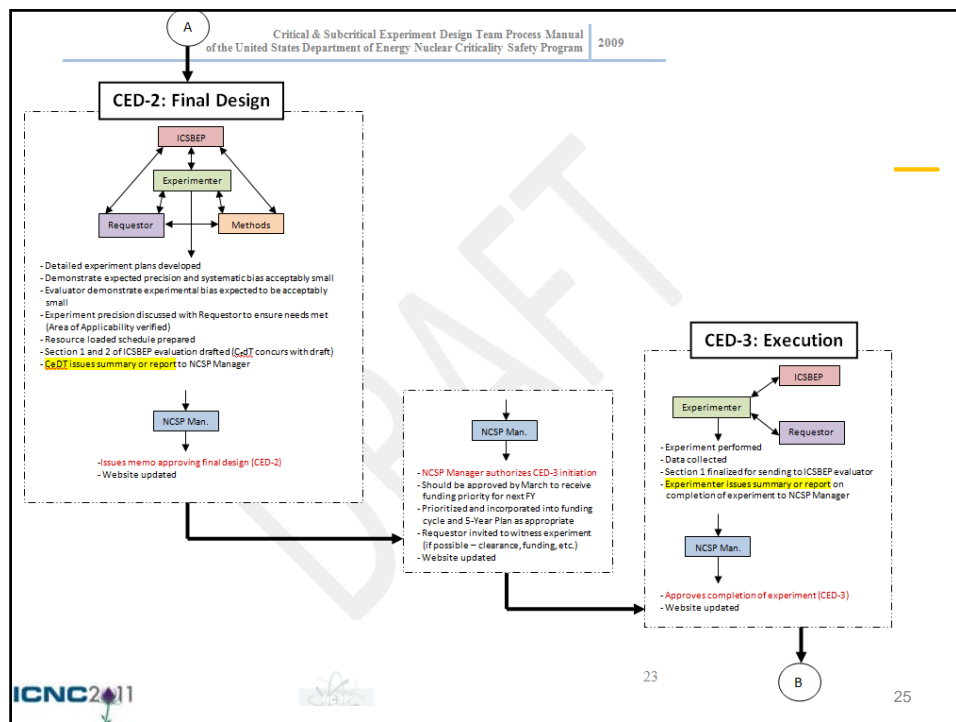 A
Critical & Subcritical Experiment Design Team Process Manual
of the United States Department of Energy Nuclear Criticality Safety Program
2009
CED-2: Final Design
ICSBEP
Experimenter
Requestor
Methods
- Detailed experiment plans developed
- Demonstrate expected precision and systematic bias acceptably small
- Evaluator demonstrate experimental bias expected to be acceptably
small
- Experiment precision discussed with Requestor to ensure needs met
(Area of Applicability verified)
- Resource loaded schedule prepared
- Section 1 and 2 of ICSBEP evaluation drafted (CedT concurs with draft)
- CeDT issues summary or report to NCSP Manager
NCSP Man.
- Issues memo approving final design (CED-2)
- Website updated
NCSP Man.
- NCSP Manager authorizes CED-3 initiation
- Should be approved by March to receive
funding priority for next FY
- Prioritized and incorporated into funding
cycle and 5-Year Plan as appropriate
- Requestor invited to witness experiment
(if possible – clearance, funding, etc.)
- Website updated
CED-3: Execution
ICSBEP
Experimenter
Requestor
- Experiment performed
- Data collected
- Section 1 finalized for sending to ICSBEP evaluator
- Experimenter issues summary or report on
completion of experiment to NCSP Manager
NCSP Man.
- Approves completion of experiment (CED-3)
- Website updated
B
DRAFT
23
ICNC2011
NCSP
25